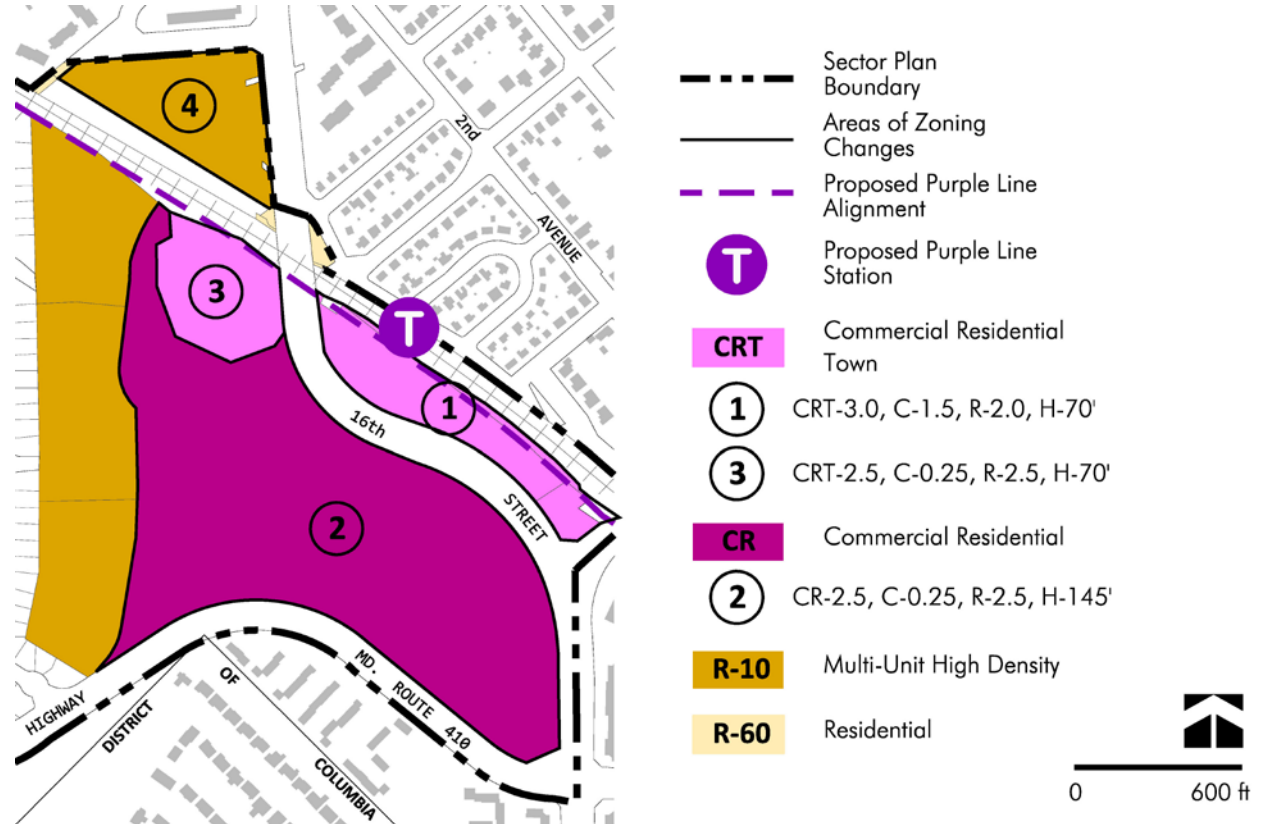 4
2nd
AVENUE
3
T
1
16th
STREET
2
HIGHWAY
MD.
ROUTE
410
DISTRICT
OF
COLUMBIA
Sector Plan
Boundary
Areas of Zoning
Changes
Proposed Purple Line
Alignment
T
Proposed Purple Line
Station
CRT
Commercial Residential
Town
1
CRT-3.0, C-1.5, R-2.0, H-70'
3
CRT-2.5, C-0.25, R-2.5, H-70'
CR
Commercial Residential
2
CR-2.5, C-0.25, R-2.5, H-145'
R-10
Multi-Unit High Density
R-60
Residential
0 600 ft